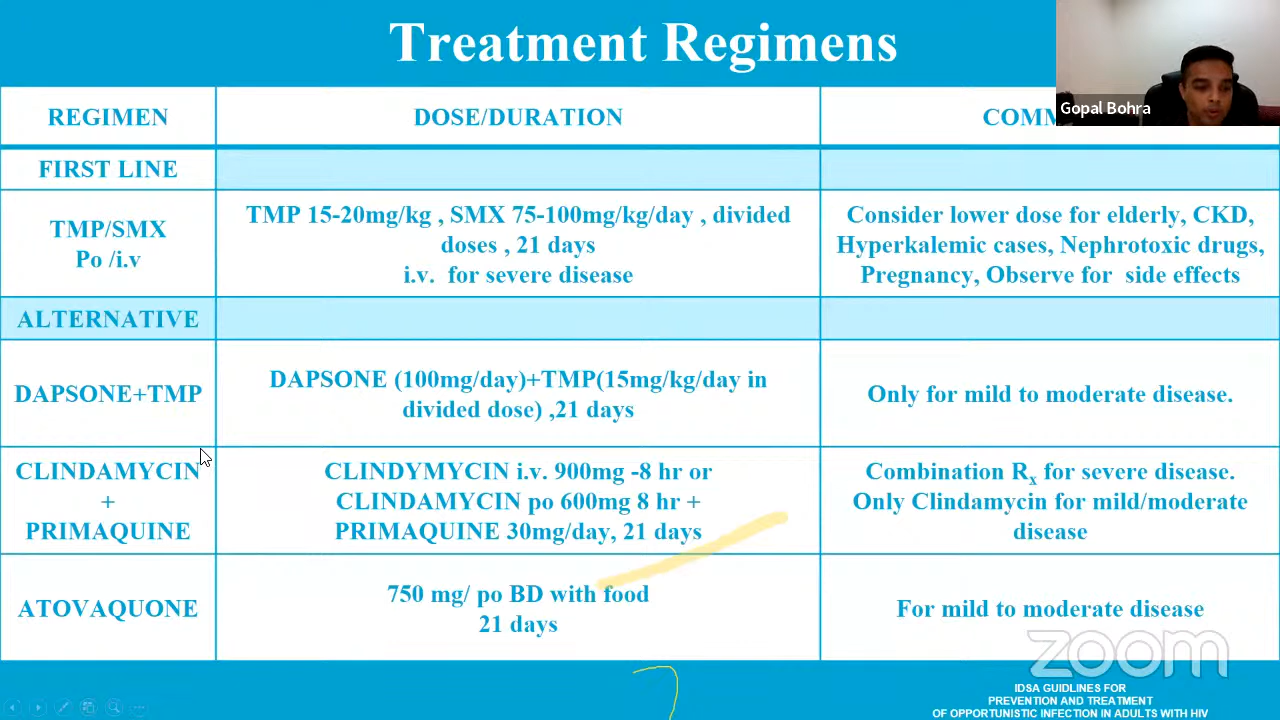 Treatment Regimens
Gopal Bohra
REGIMEN
DOSE/DURATION
FIRST LINE
TMP/SMX
Po /i.v
TMP 15-20mg/kg , SMX 75-100mg/kg/day , divided
doses , 21 days
i.v. for severe disease
Consider lower dose for elderly, CKD,
Hyperkalemic cases, Nephrotoxic drugs,
Pregnancy, Observe for side effects
ALTERNATIVE
DAPSONE+TMP
DAPSONE (100mg/day)+TMP(15mg/kg/day in
divided dose) ,21 days
Only for mild to moderate disease.
CLINDAMYCIN
+
PRIMAQUINE
CLINDYMYCIN i.v. 900mg -8 hr or
CLINDAMYCIN po 600mg 8 hr +
PRIMAQUINE 30mg/day, 21 days
Combination Rx for severe disease.
Only Clindamycin for mild/moderate
disease
ATOVAQUONE
750 mg/ po BD with food
21 days
For mild to moderate disease
zoom
IDSA GUIDLINES FOR
PREVENTION AND TREATMENT
OF OPPORTUNISTIC INFECTION IN ADULTS WITH HIV